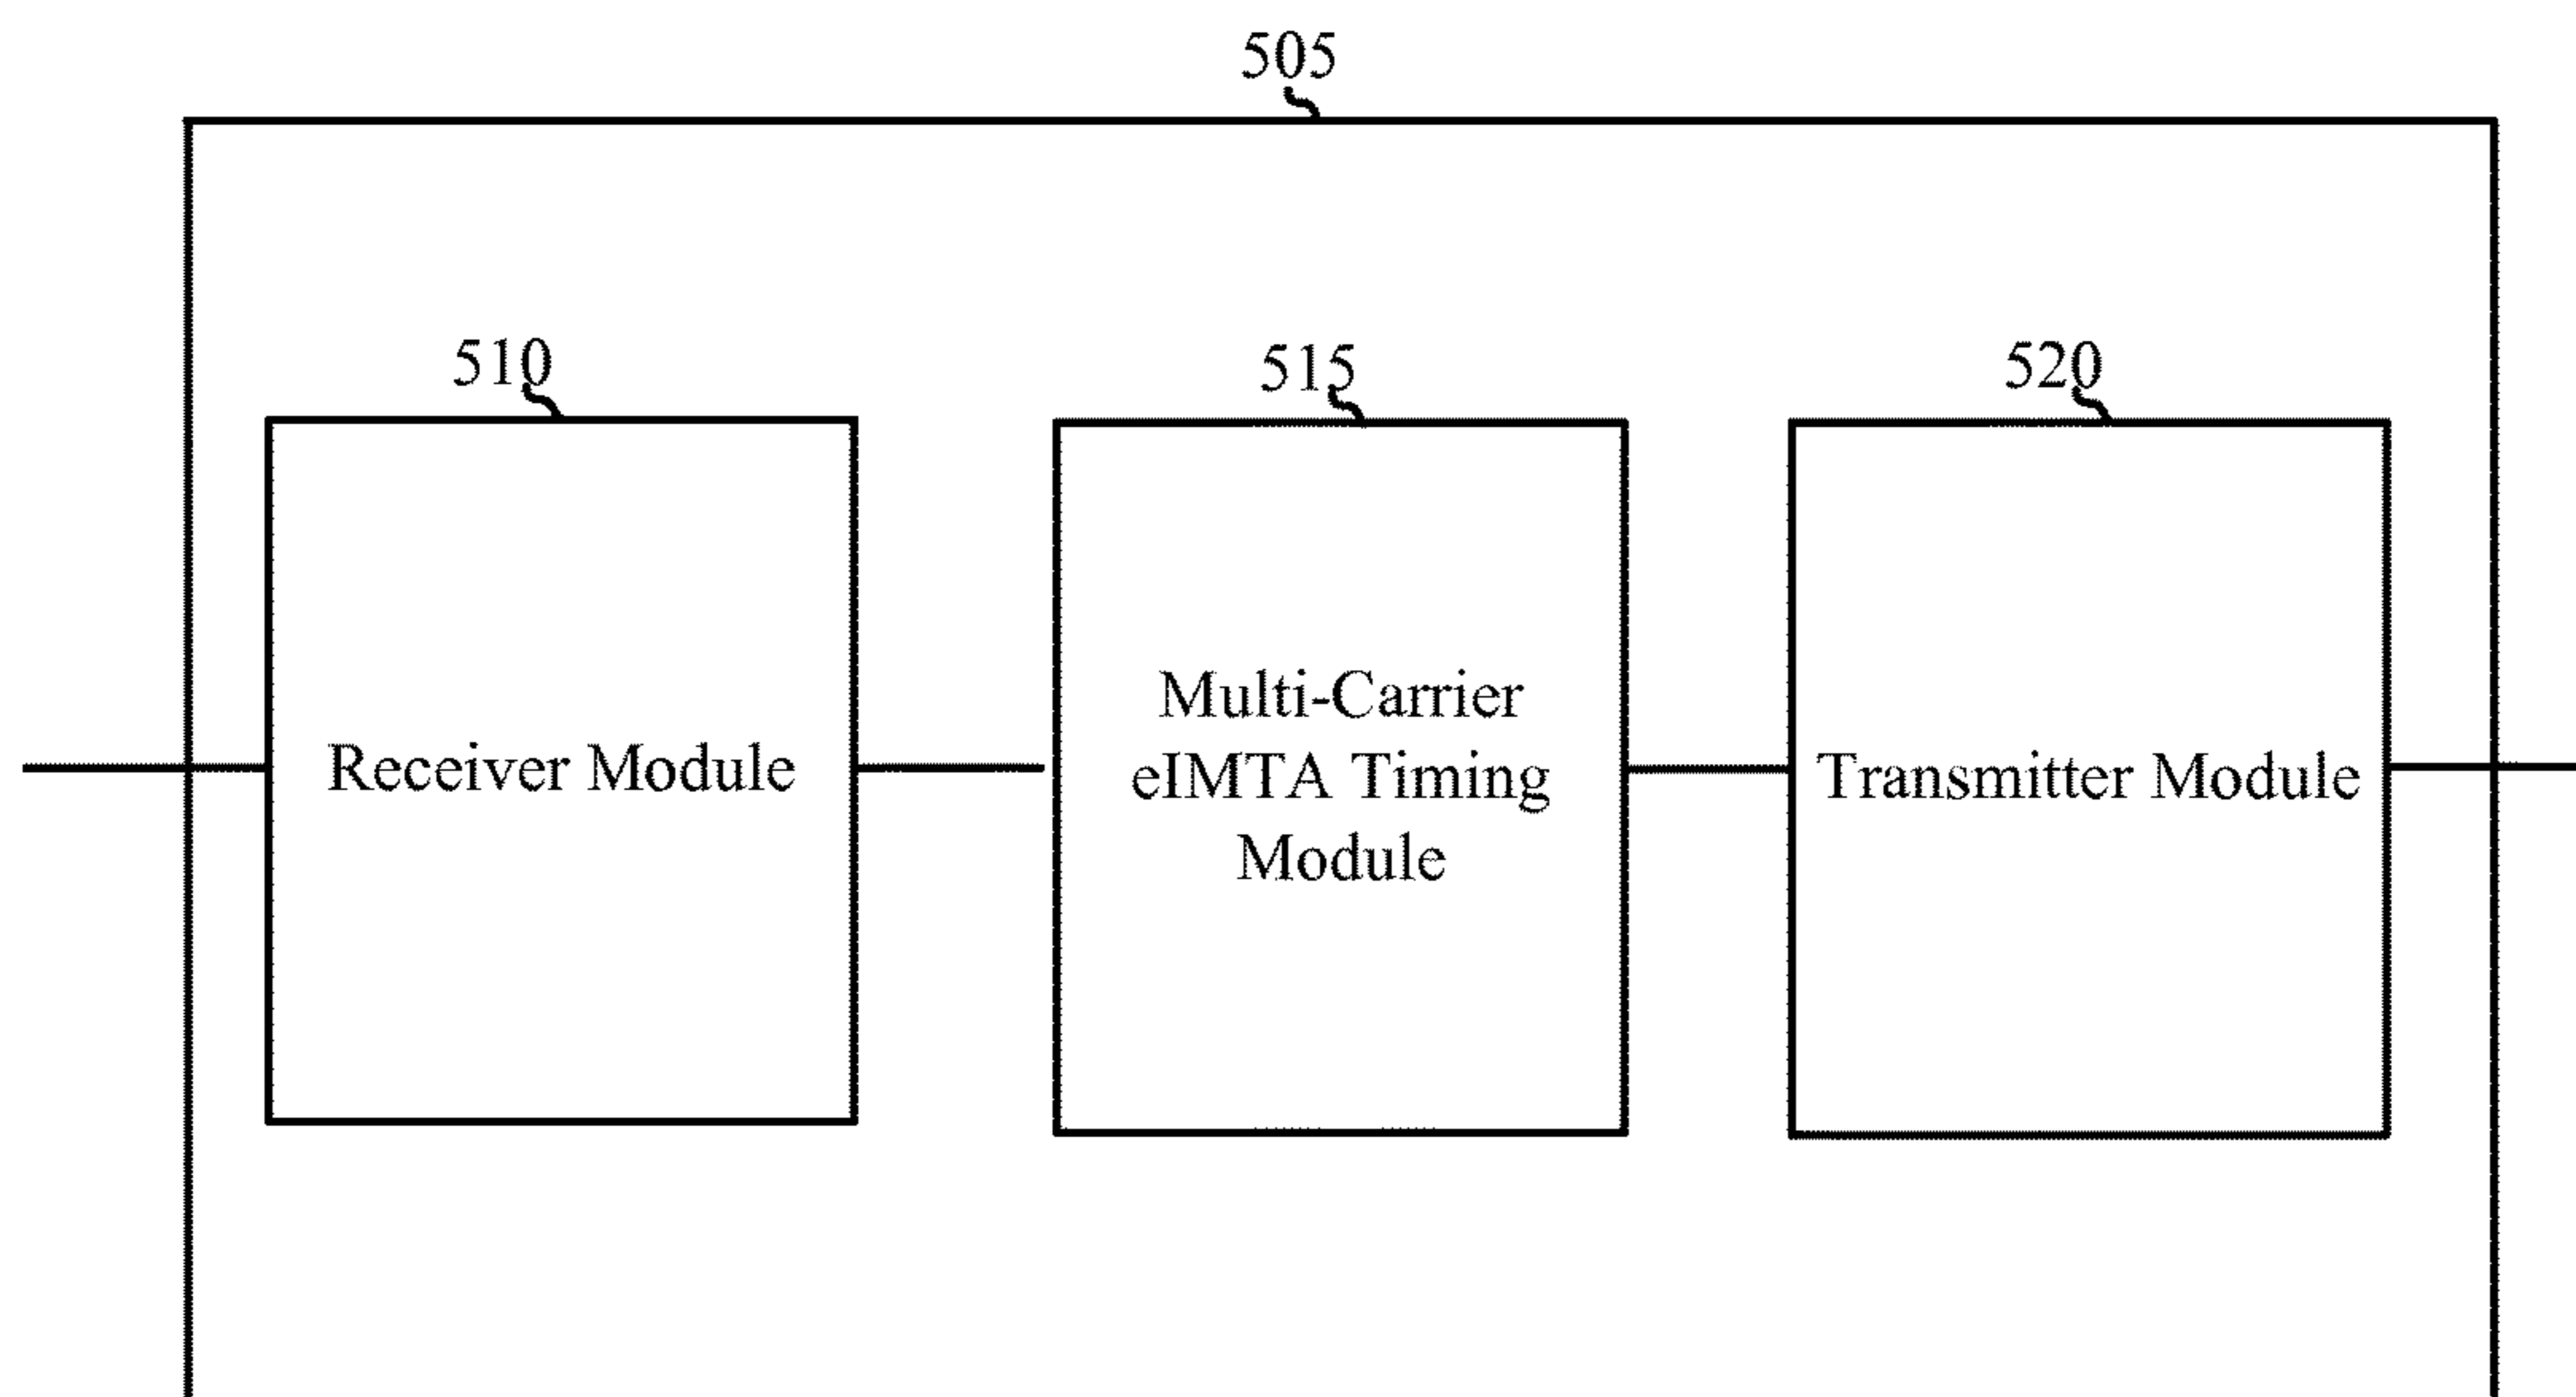 505
510
515
520
Receiver Module
Multi-Carrier
eIMTA Timing
Module
Transmitter Module